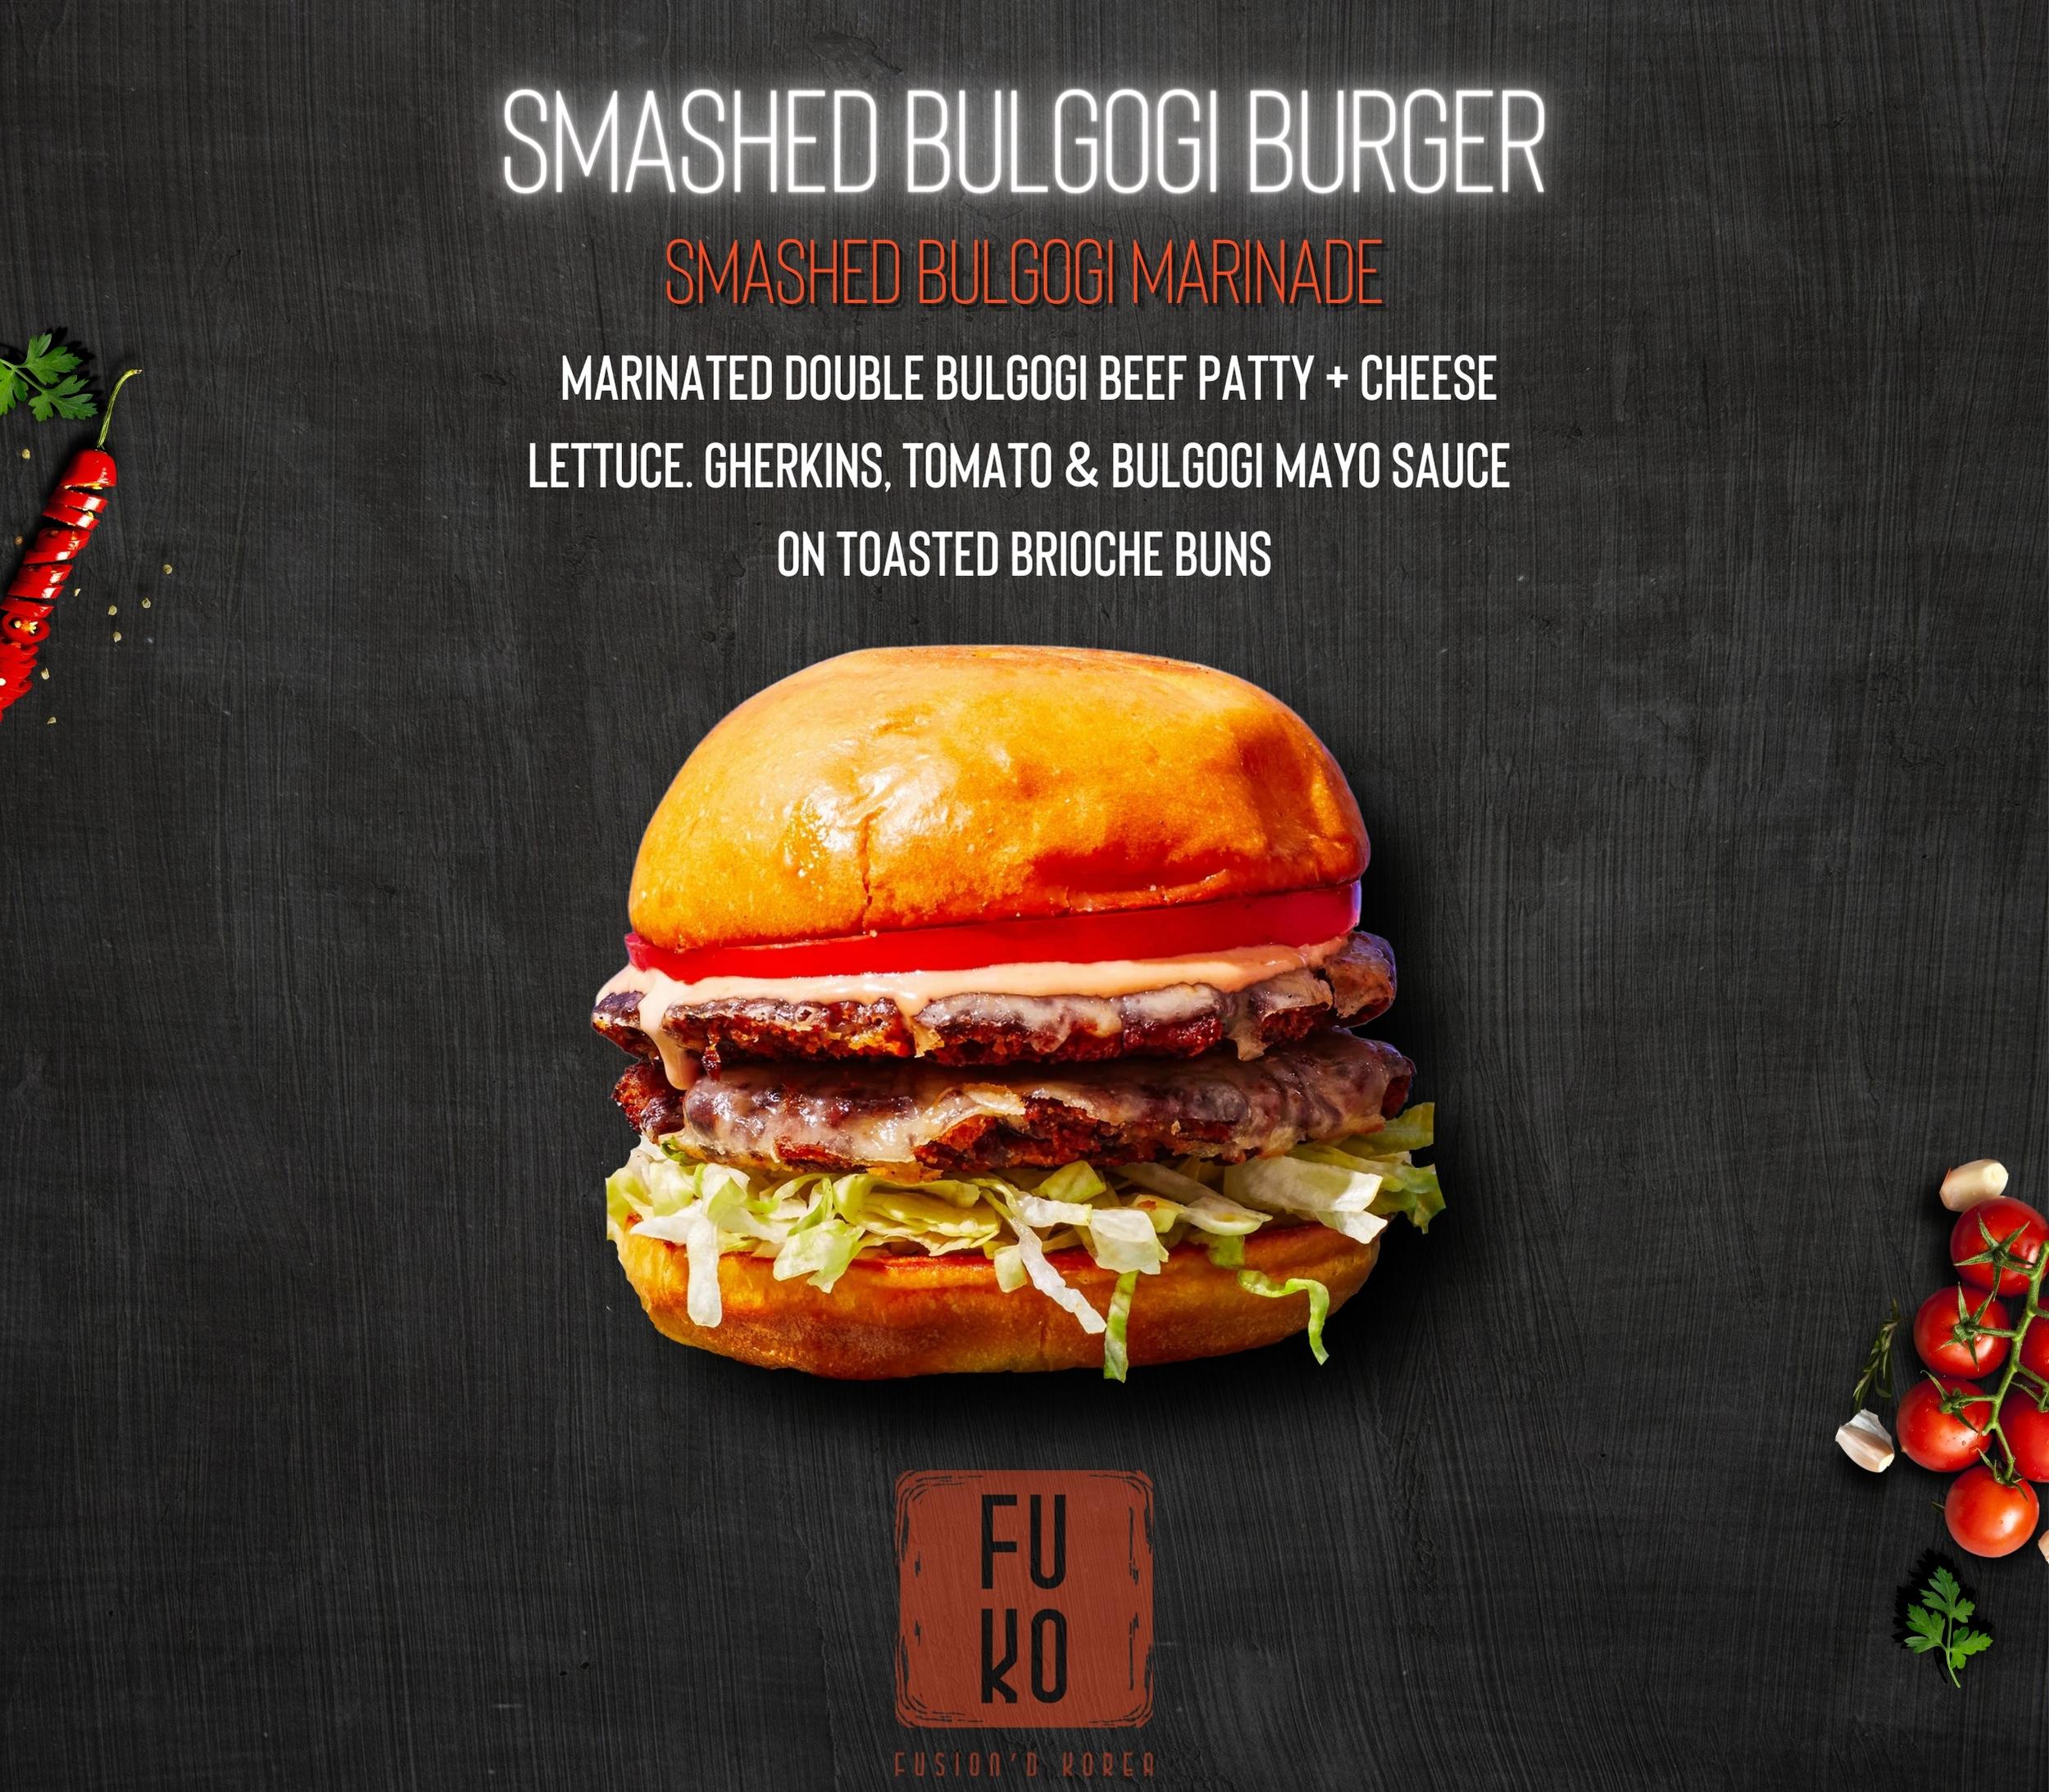 SMASHED BULGOGI BURGER
SMASHED BULGOGI MARINADE
MARINATED DOUBLE BULGOGI BEEF PATTY + CHEESE
LETTUCE. GHERKINS, TOMATO & BULGOGI MAYO SAUCE
ON TOASTED BRIOCHE BUNS
FU
KO
FUSION'D KOREA